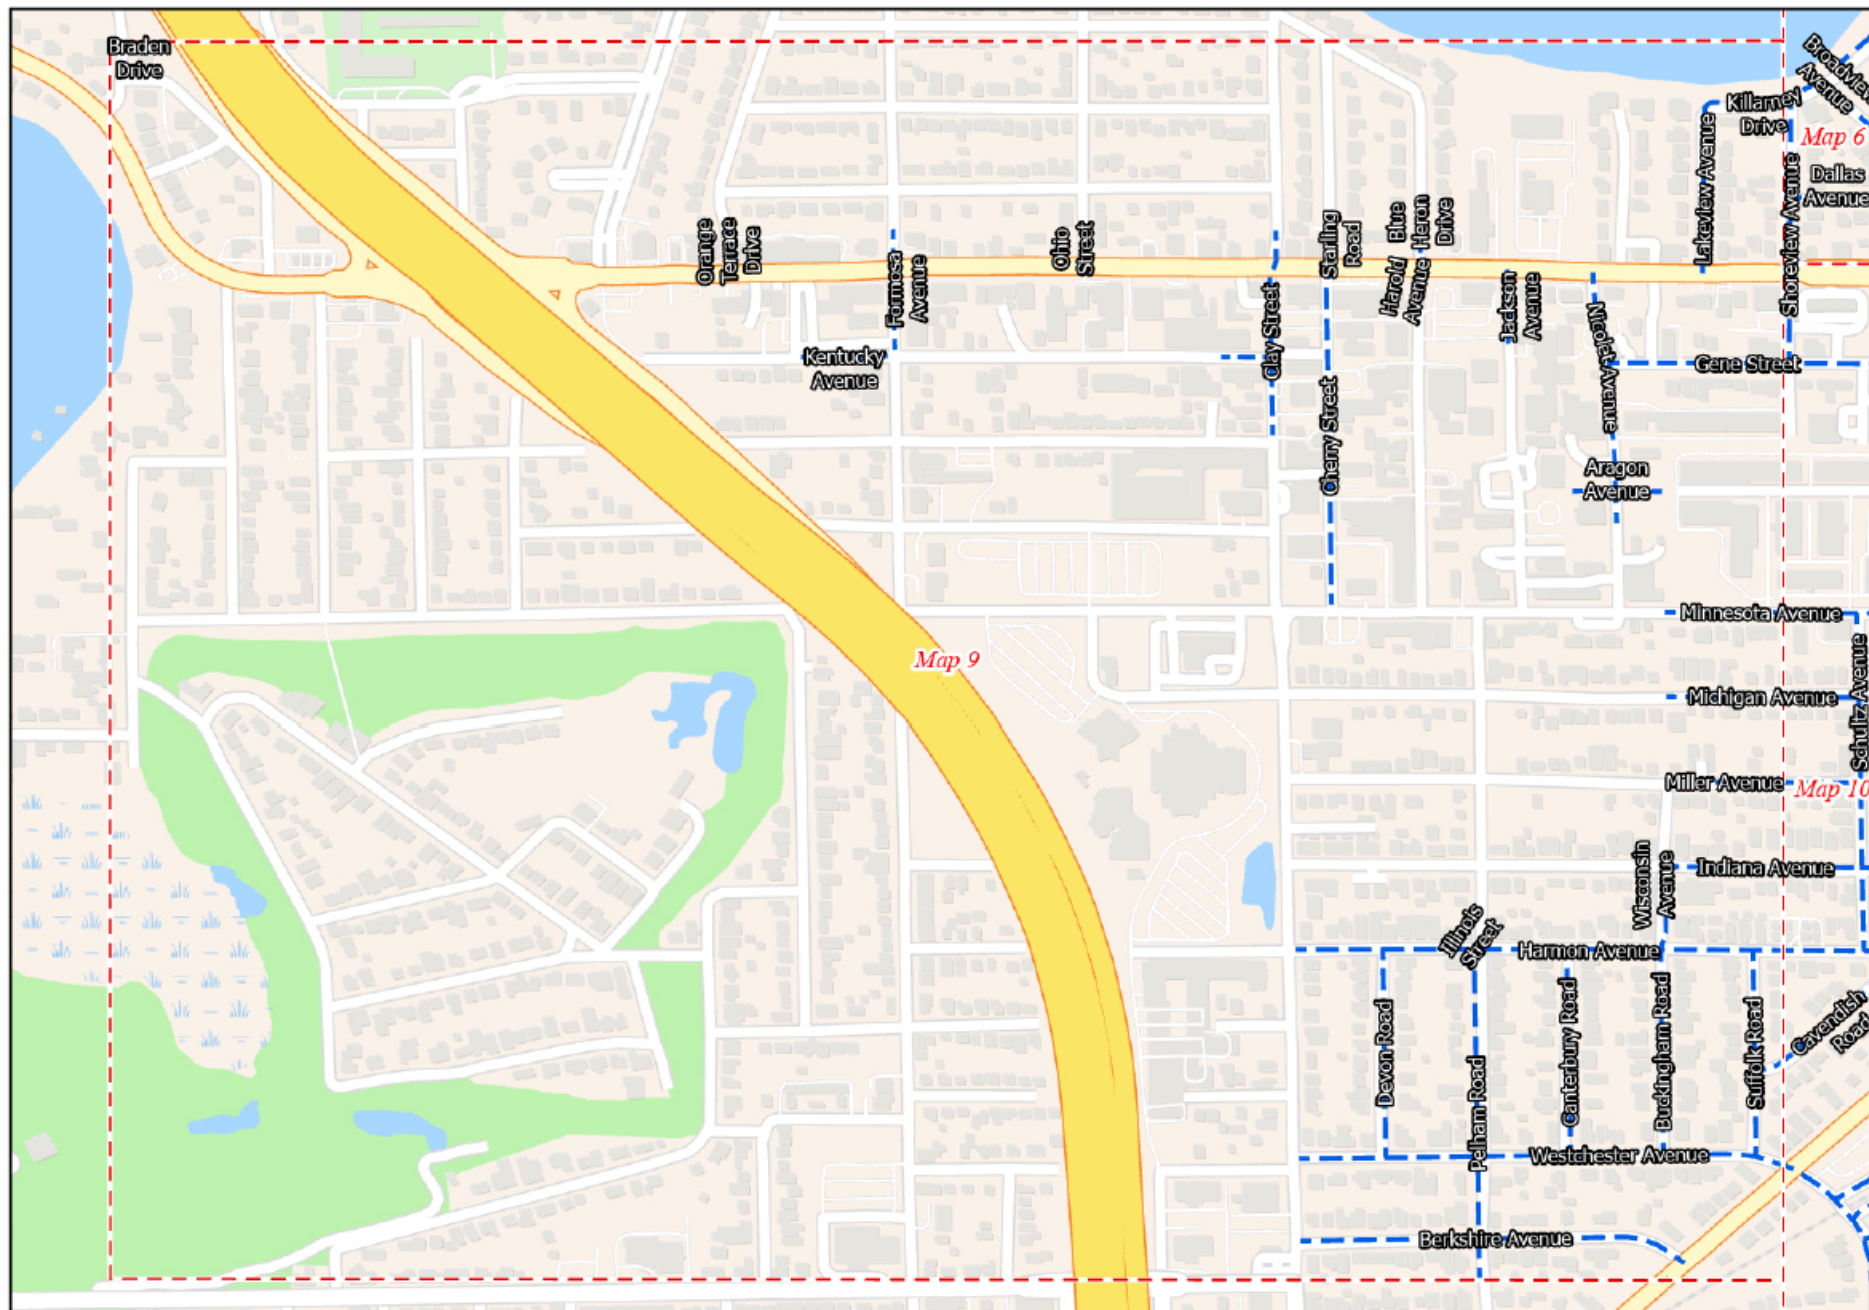 Braden
Drive
Broadview
Avenue
Killarney
Drive
Map 6
Lakeview Avenue
Dallas
Avenue
Shoreview Avenue
Orange
Terrace
Drive
Formosa
Avenue
Ohio
Street
Starling
Road
Blue
Heron
Drive
Harold
Avenue
Clay Street
Jackson
Avenue
Nicolet Avenue
Kentucky
Avenue
Gene Street
Cherry Street
Aragon
Avenue
Minnesota Avenue
Map 9
Michigan Avenue
Schultz Avenue
Miller Avenue
Map 10
Wisconsin
Avenue
Indiana Avenue
Illinois
Street
Harmon Avenue
Devon Road
Pelham Road
Canterbury Road
Buckingham Road
Suffolk Road
Cavendish
Road
Westchester Avenue
Berkshire Avenue